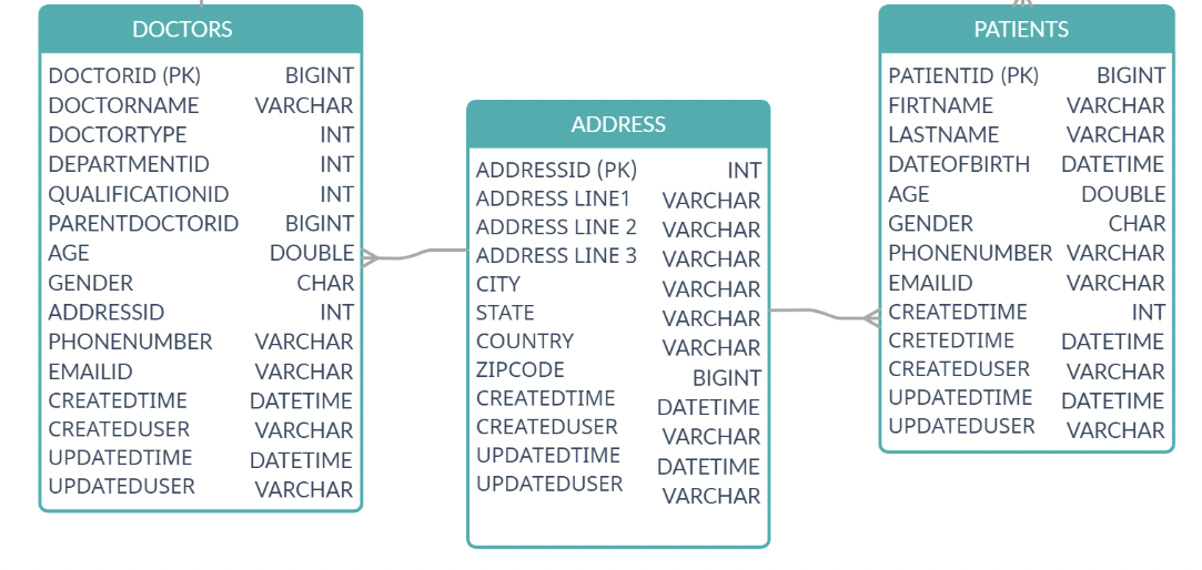 DOCTORS
DOCTORID (PK) BIGINT
DOCTORNAME VARCHAR
DOCTORTYPE INT
DEPARTMENTID INT
QUALIFICATIONID INT
PARENTDOCTORID BIGINT
AGE DOUBLE
GENDER CHAR
ADDRESSID INT
PHONENUMBER VARCHAR
EMAILID VARCHAR
CREATEDTIME DATETIME
CREATEDUSER VARCHAR
UPDATEDTIME DATETIME
UPDATEDUSER VARCHAR
ADDRESS
ADDRESSID (PK) INT
ADDRESS LINE1 VARCHAR
ADDRESS LINE 2 VARCHAR
ADDRESS LINE 3 VARCHAR
CITY VARCHAR
STATE VARCHAR
COUNTRY VARCHAR
ZIPCODE BIGINT
CREATEDTIME DATETIME
CREATEDUSER VARCHAR
UPDATEDTIME DATETIME
UPDATEDUSER VARCHAR
PATIENTS
PATIENTID (PK) BIGINT
FIRTNAME VARCHAR
LASTNAME VARCHAR
DATEOFBIRTH DATETIME
AGE DOUBLE
GENDER CHAR
PHONENUMBER VARCHAR
EMAILID VARCHAR
CREATEDTIME INT
CRETEDTIME DATETIME
CREATEDUSER VARCHAR
UPDATEDTIME DATETIME
UPDATEDUSER VARCHAR